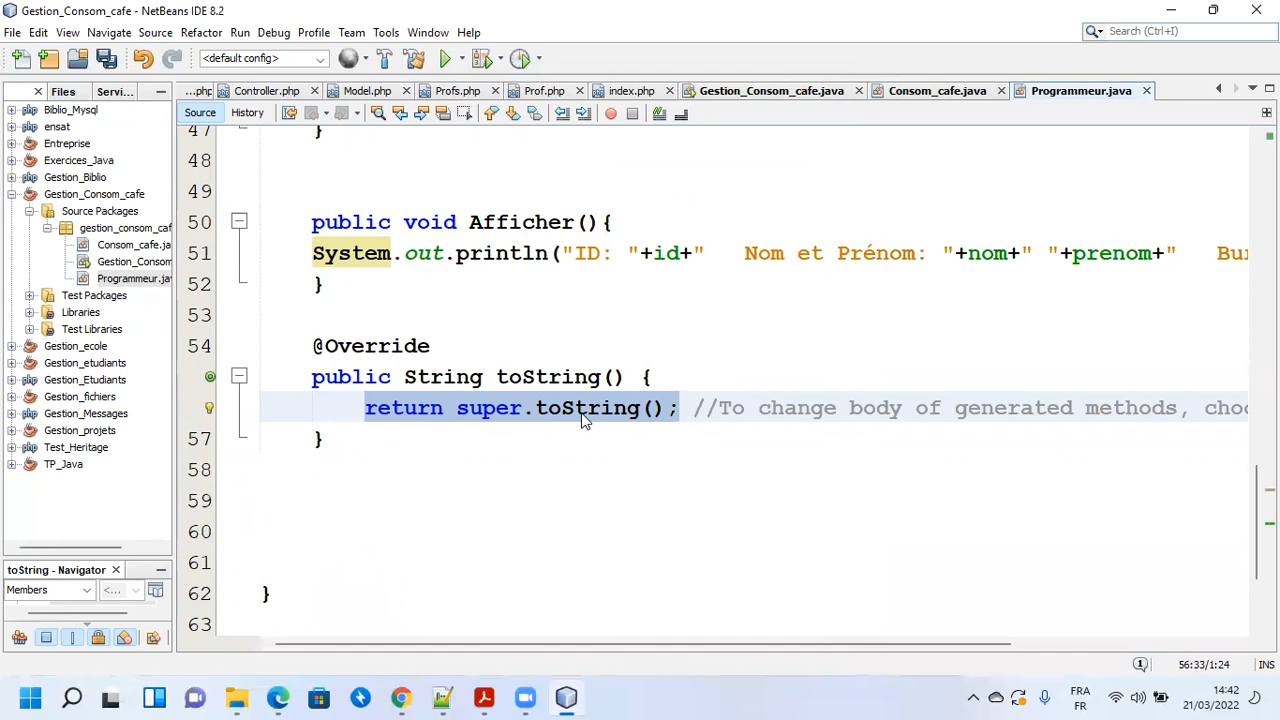 Gestion_Consom_cafe - NetBeans IDE 8.2
File Edit View Navigate Source Refactor Run Debug Profile Team Tools Window Help
Search (Ctrl+I)
<default config>
Files Servi...
...php Controller.php Model.php Profs.php Prof.php index.php Gestion_Consom_cafe.java Consom_cafe.java Programmeur.java
Source History
Biblio_Mysql
ensat
Entreprise
Exercices_Java
Gestion_Biblio
Gestion_Consom_cafe
Source Packages
gestion_consom_caf
Consom_cafe.ja
Gestion_Consom
Programmeur.jav
Test Packages
Libraries
Test Libraries
Gestion_ecole
Gestion_etudiants
Gestion_Etudiants
Gestion_fichiers
Gestion_Messages
Gestion_projets
Test_Heritage
TP_Java
toString - Navigator
Members <...
47 }
48
49
50 public void Afficher(){
51 System.out.println("ID: "+id+" Nom et Prénom: "+nom+" "+prenom+" Bu
52 }
53
54 @Override
public String toString() {
return super.toString(); //To change body of generated methods, choo
57 }
58
59
60
61
62 }
63
1 56:33/1:24 INS
FRA
FR
14:42
21/03/2022